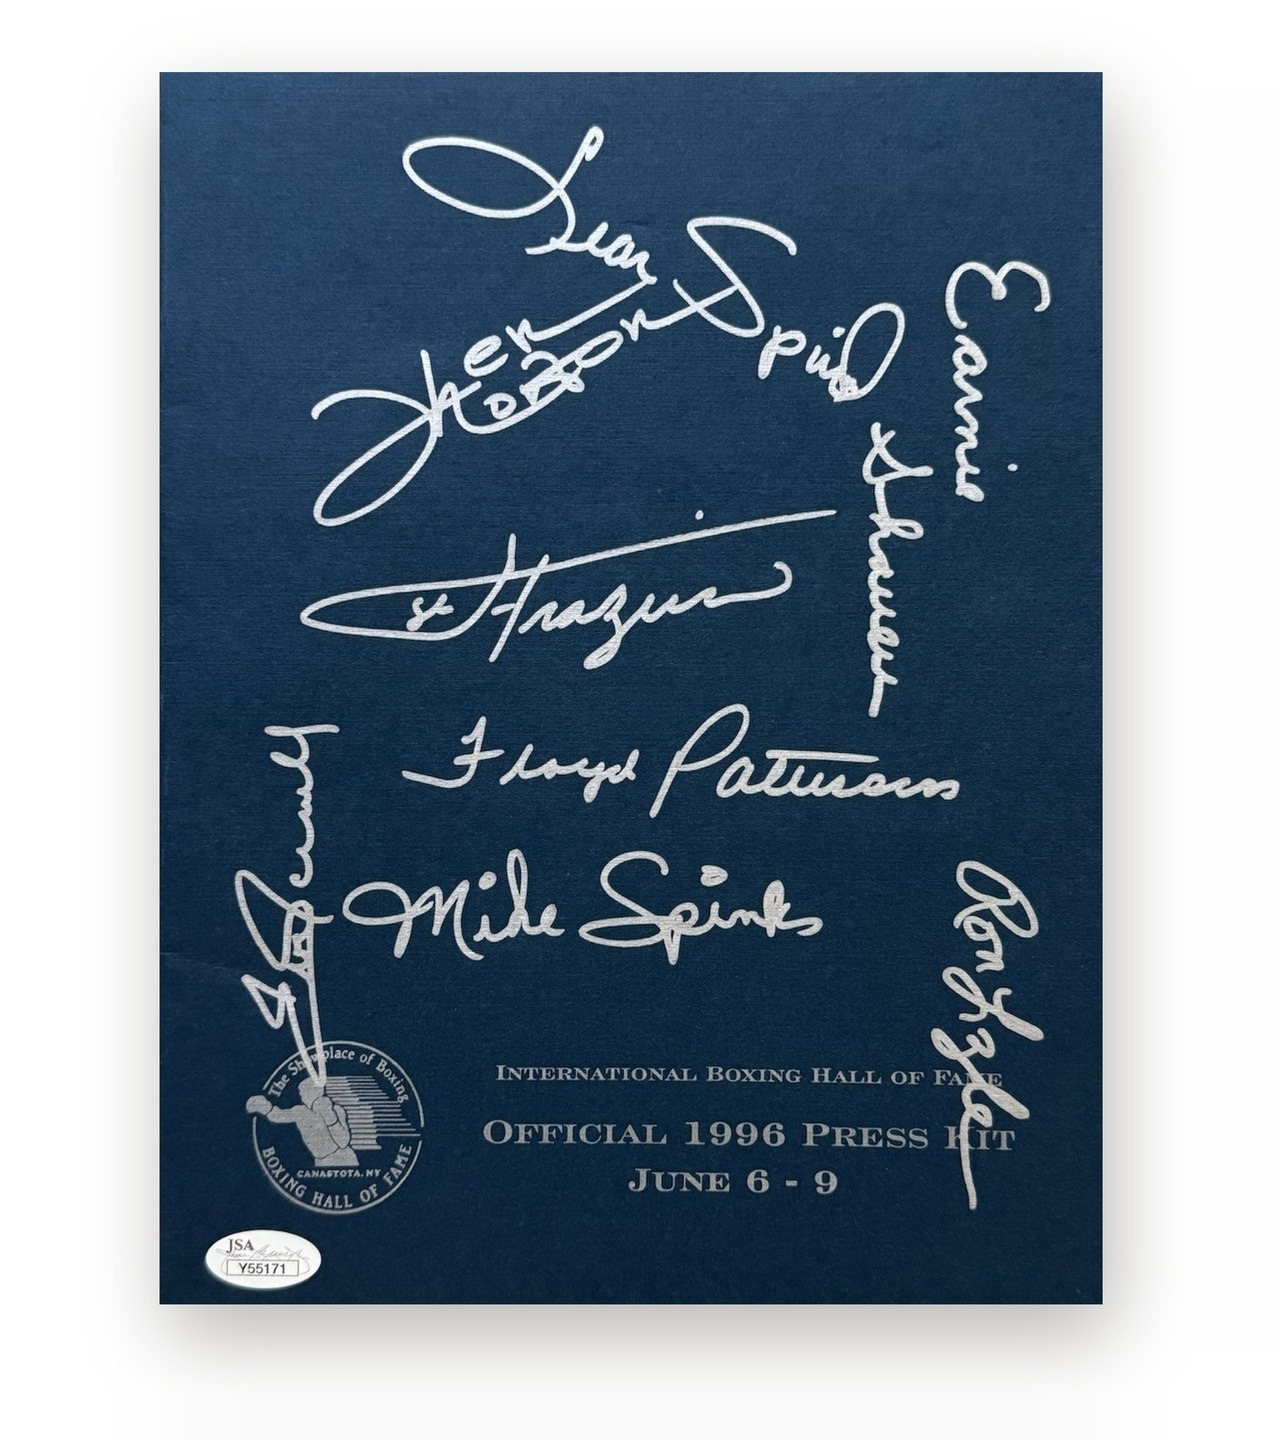 Leon Spinks
Ken Norton
Earnie Shavers
Frazier
Floyd Patterson
Mike Spinks
Ron Lyle
The Showplace of Boxing
CANASTOTA, NY
BOXING HALL OF FAME
INTERNATIONAL BOXING HALL OF FAME
OFFICIAL 1996 PRESS KIT
JUNE 6 - 9
JSA
Y55171